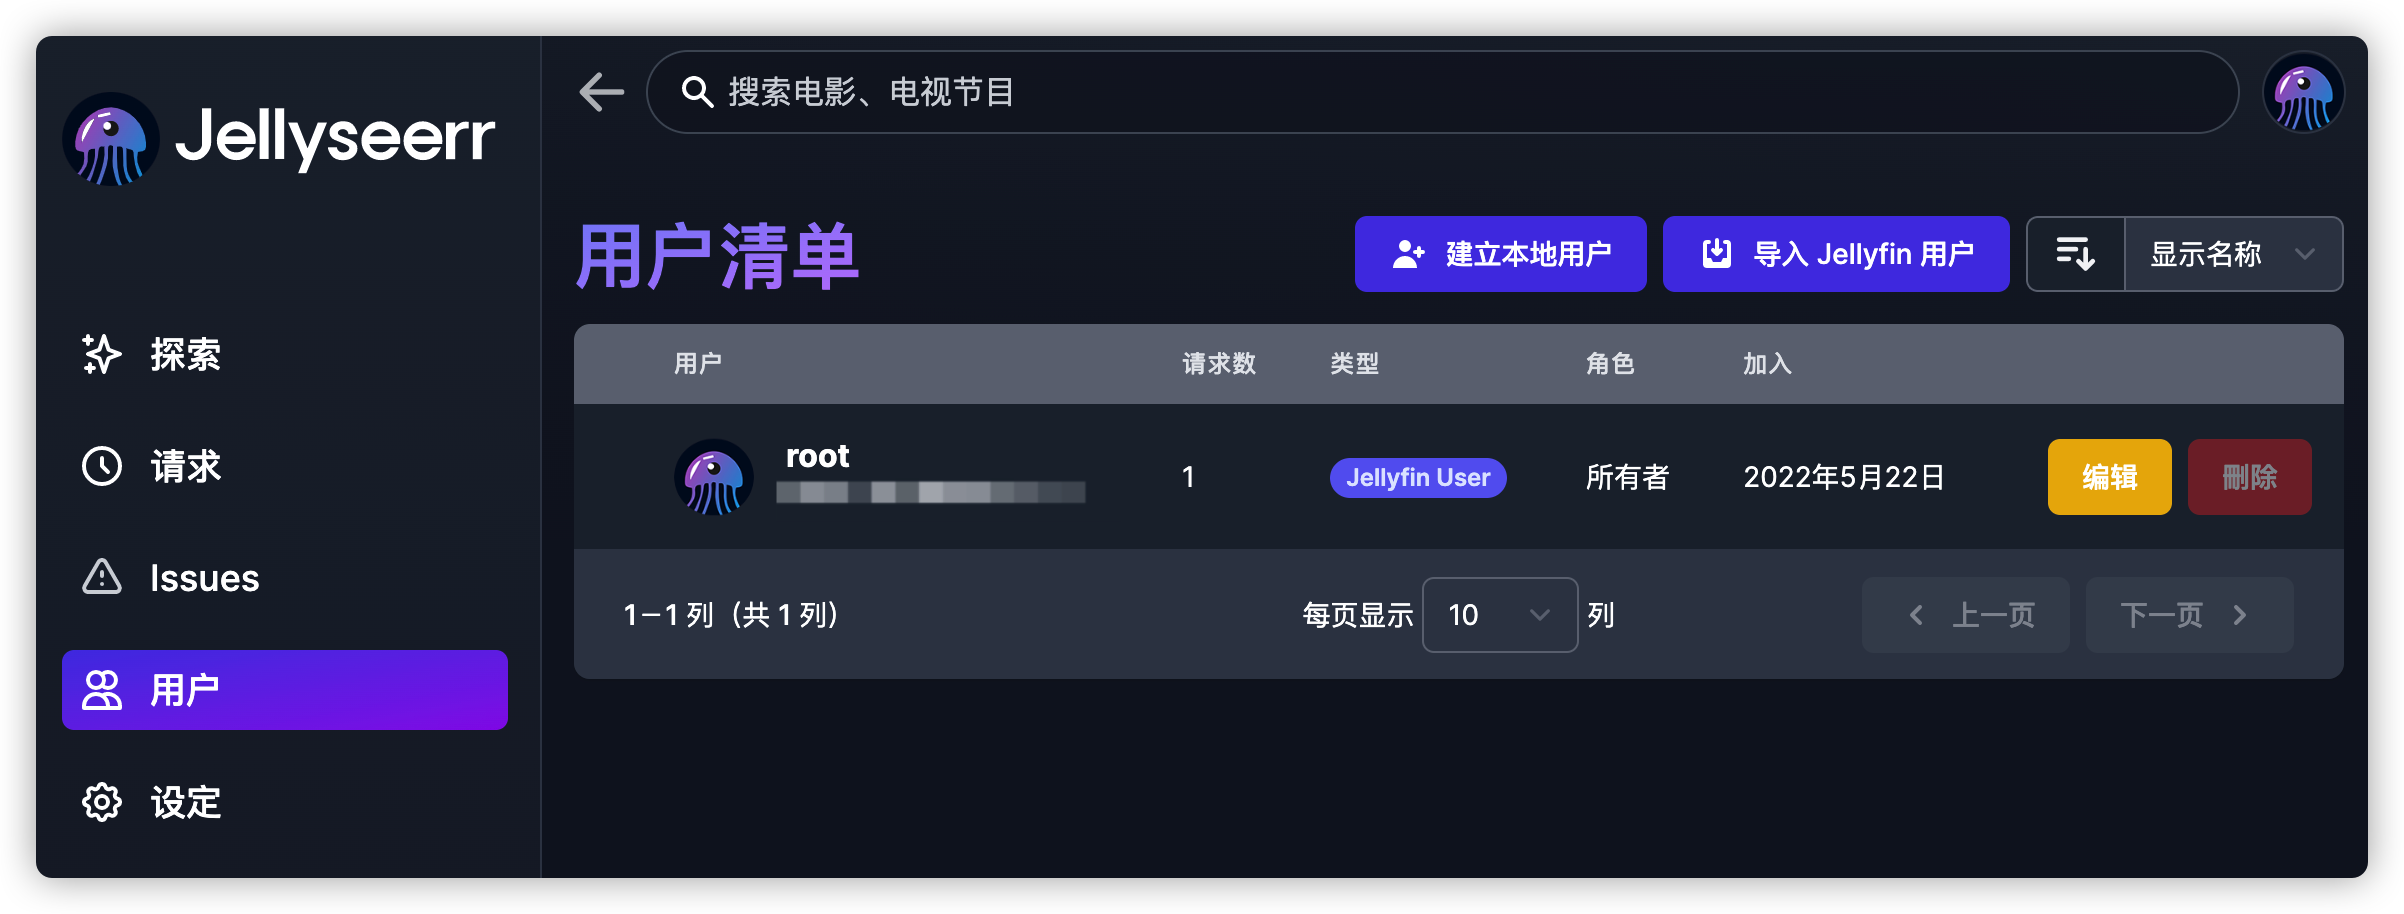 Jellyseerr
搜索电影、电视节目
探索
请求
Issues
用户
设定
用户清单
建立本地用户
导入 Jellyfin 用户
显示名称
用户 请求数 类型 角色 加入
root
1 Jellyfin User 所有者 2022年5月22日 编辑 刪除
1－1 列（共 1 列）
每页显示 10 列
上一页
下一页